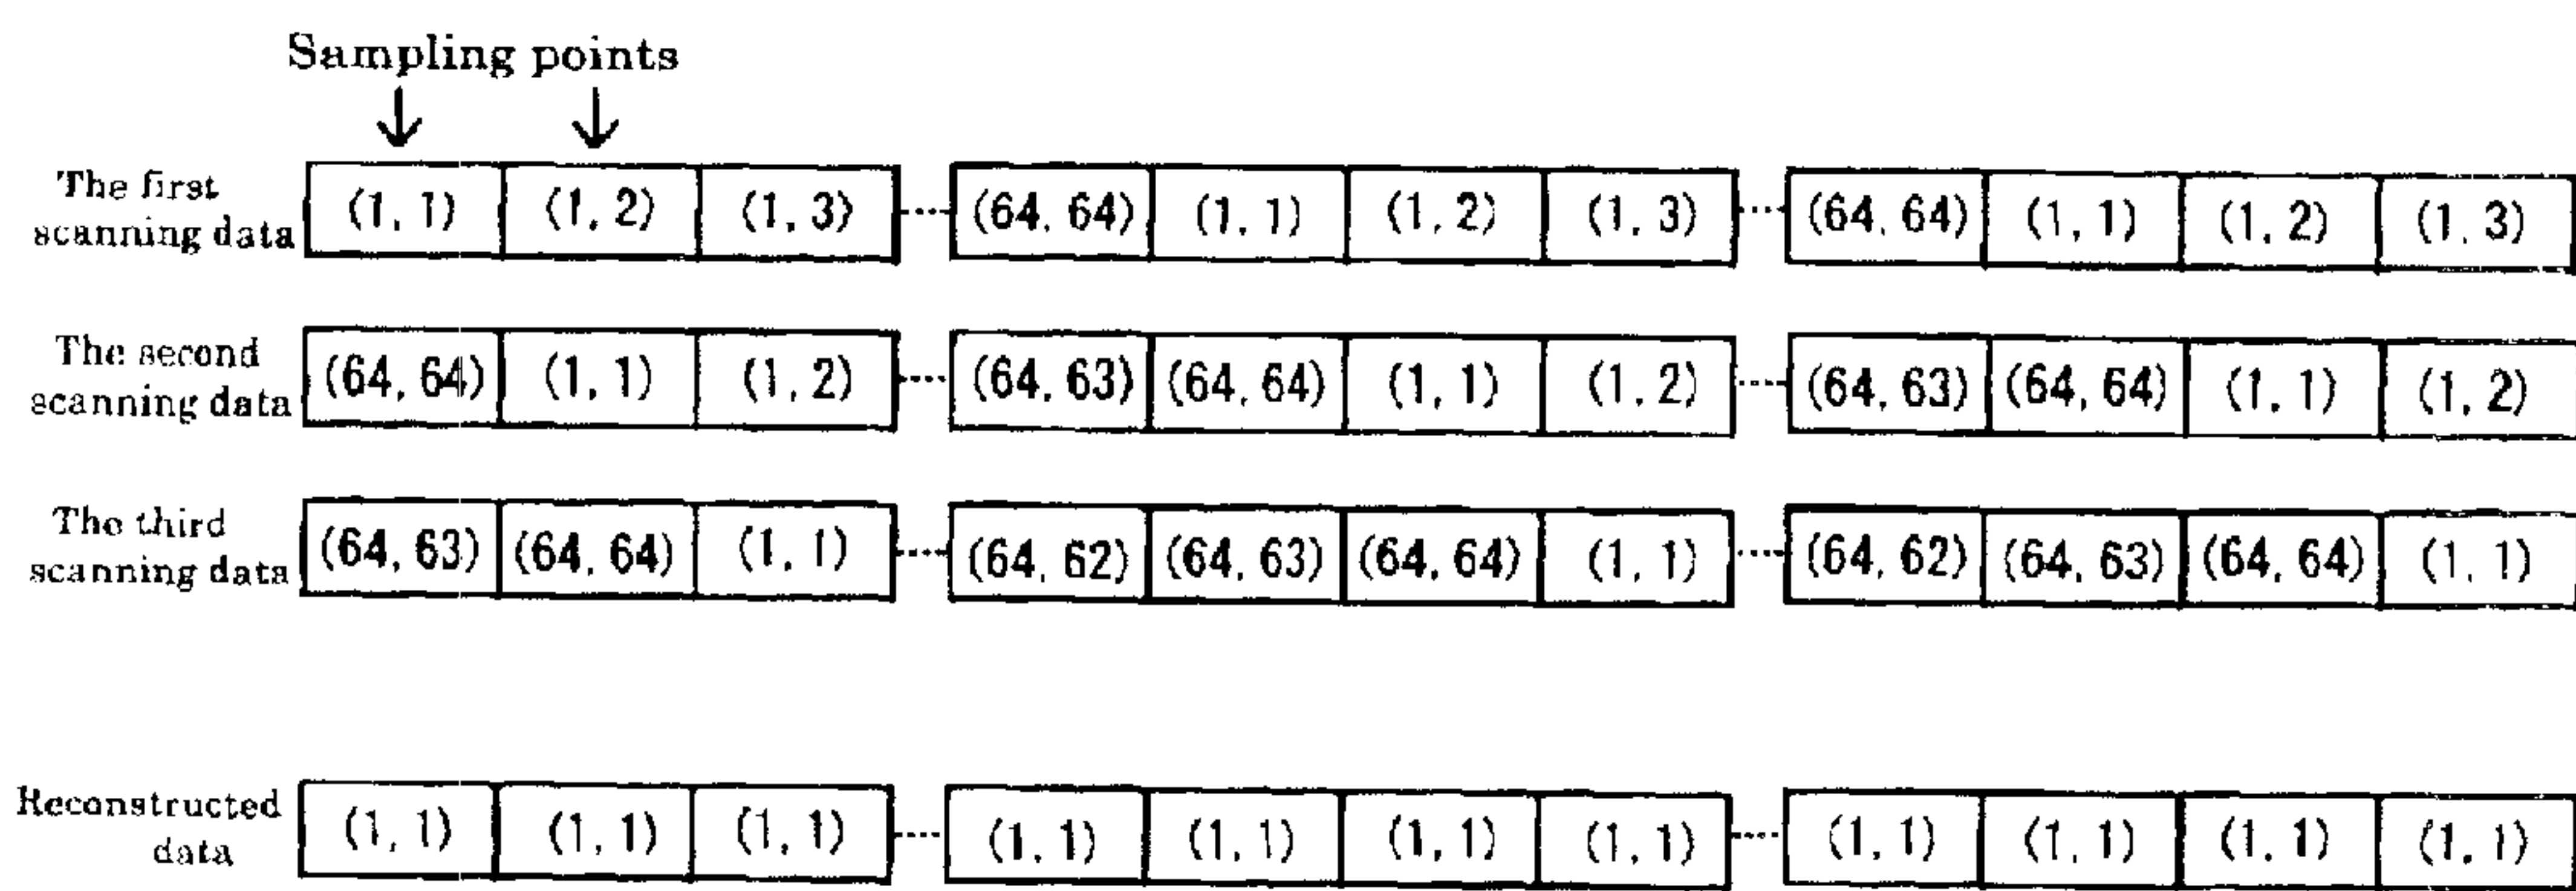 Sampling points
The first
scanning data
(1, 1) (1, 2) (1, 3) (64, 64) (1, 1) (1, 2) (1, 3) (64, 64) (1, 1) (1, 2) (1, 3)
The second
scanning data
(64, 64) (1, 1) (1, 2) (64, 63) (64, 64) (1, 1) (1, 2) (64, 63) (64, 64) (1, 1) (1, 2)
The third
scanning data
(64, 63) (64, 64) (1, 1) (64, 62) (64, 63) (64, 64) (1, 1) (64, 62) (64, 63) (64, 64) (1, 1)
Reconstructed
data
(1, 1) (1, 1) (1, 1) (1, 1) (1, 1) (1, 1) (1, 1) (1, 1) (1, 1) (1, 1) (1, 1)